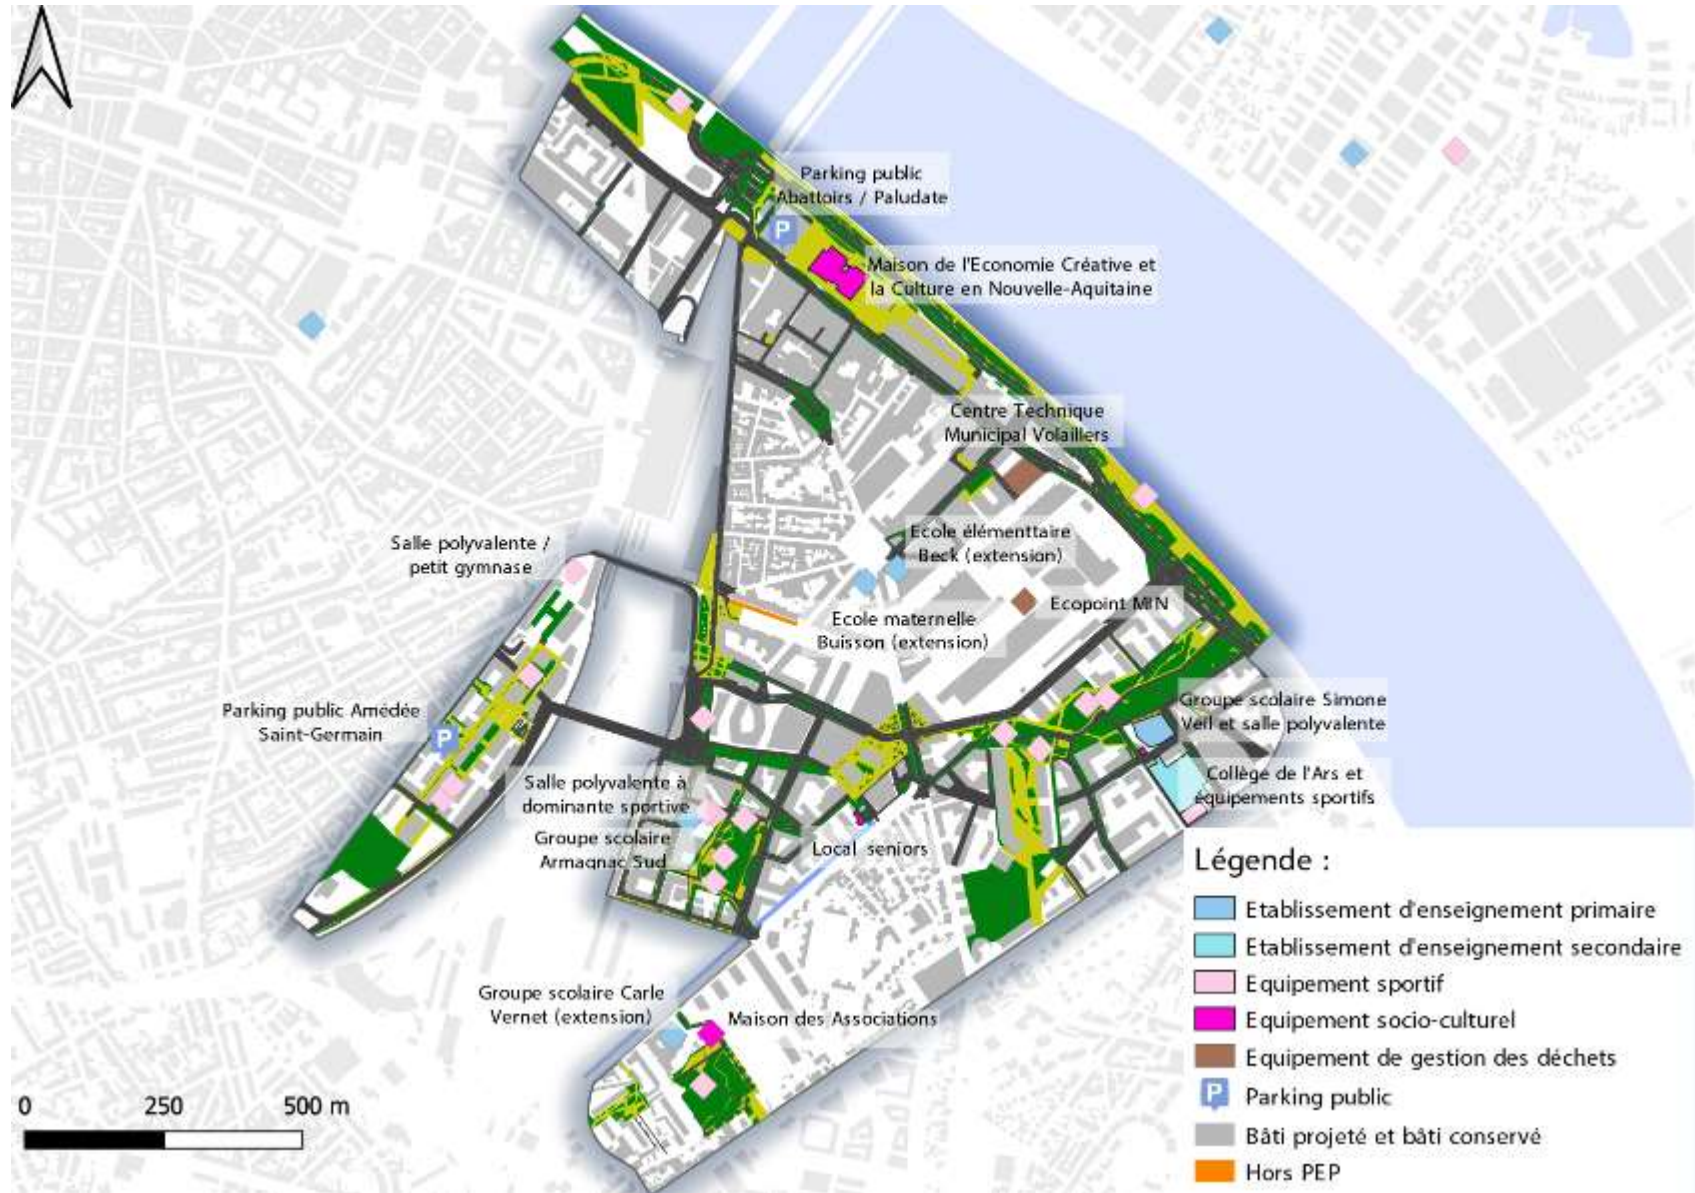 Parking public
Abattoirs / Paludate
P
Maison de l'Economie Créative et
la Culture en Nouvelle-Aquitaine
Centre Technique
Municipal Volaillers
Ecole élémenttaire
Beck (extension)
Salle polyvalente /
petit gymnase
Ecopoint MIN
Ecole maternelle
Buisson (extension)
Groupe scolaire Simone
Veil et salle polyvalente
Parking public Amédée
Saint-Germain
P
Collège de l'Ars et
équipements sportifs
Salle polyvalente à
dominante sportive
Groupe scolaire
Armagnac Sud
Local seniors
Groupe scolaire Carle
Vernet (extension)
Maison des Associations
0 250 500 m
Légende :
Etablissement d'enseignement primaire
Etablissement d'enseignement secondaire
Equipement sportif
Equipement socio-culturel
Equipement de gestion des déchets
P Parking public
Bâti projeté et bâti conservé
Hors PEP